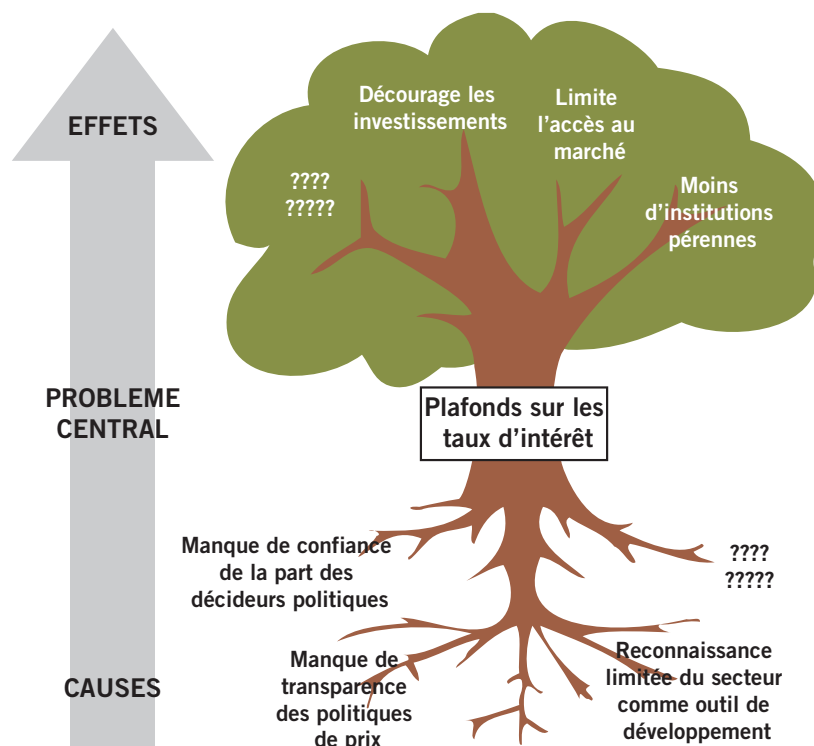 EFFETS
Décourage les
investissements
Limite
l'accès au
marché
????
?????
Moins
d'institutions
pérennes
PROBLEME
CENTRAL
Plafonds sur les
taux d'intérêt
Manque de confiance
de la part des
décideurs politiques
????
?????
CAUSES
Manque de
transparence
des politiques
de prix
Reconnaissance
limitée du secteur
comme outil de
développement